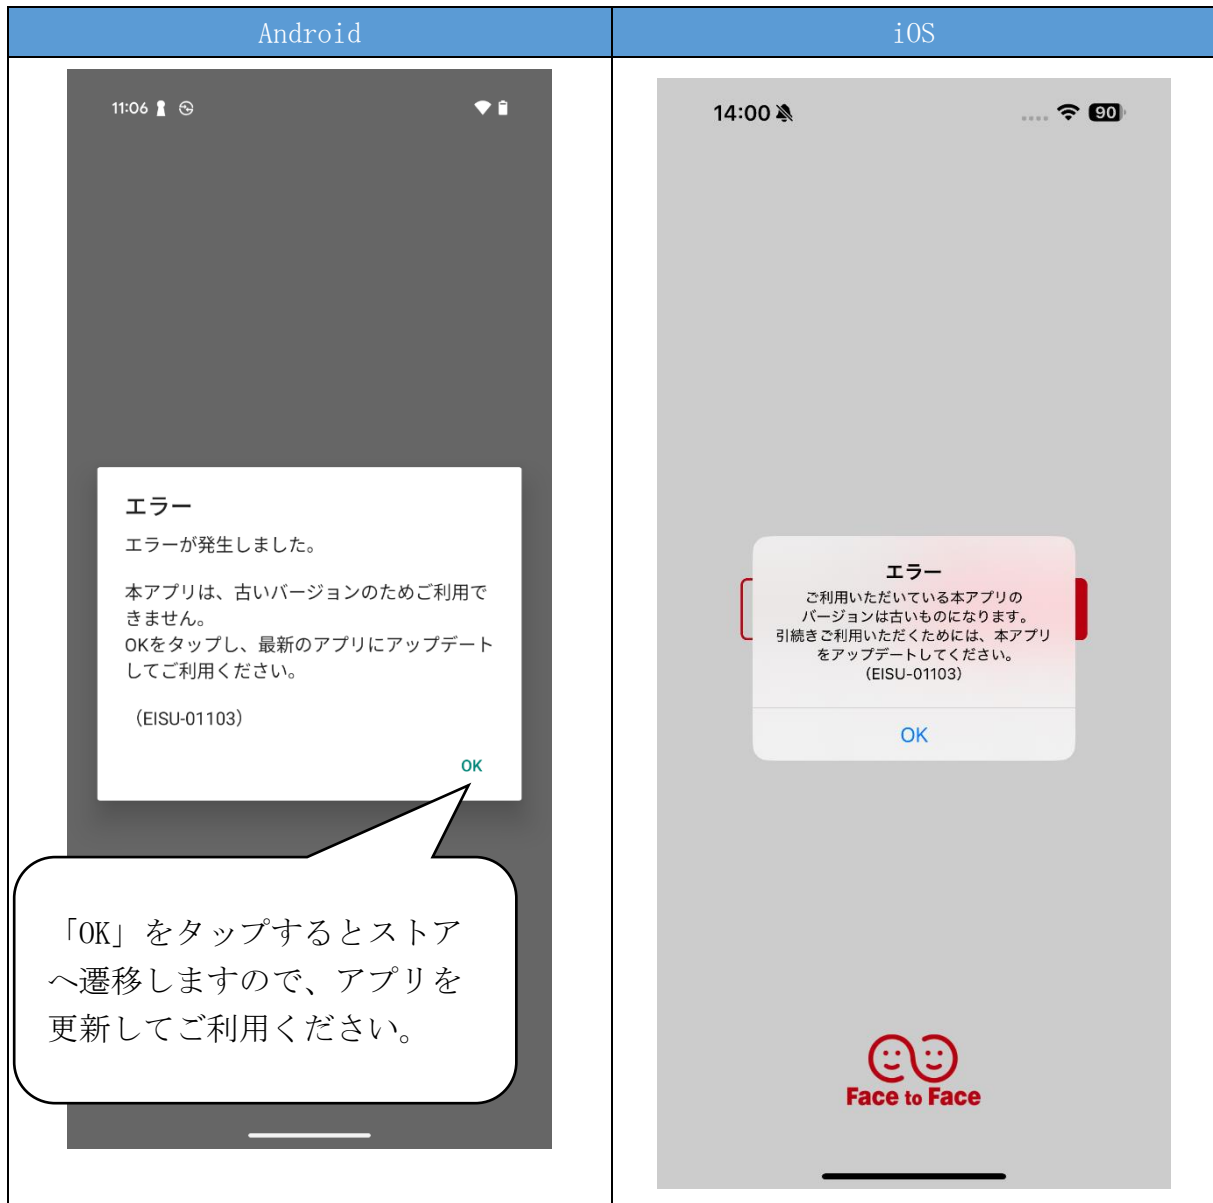 Android
iOS
11:06
エラー
エラーが発生しました。
本アプリは、古いバージョンのためご利用で
きません。
OKをタップし、最新のアプリにアップデート
してご利用ください。
（EISU-01103）
OK
「OK」をタップするとストア
へ遷移しますので、アプリを
更新してご利用ください。
14:00
90
エラー
ご利用いただいている本アプリの
バージョンは古いものになります。
引続きご利用いただくためには、本アプリ
をアップデートしてください。
（EISU-01103）
OK
Face to Face